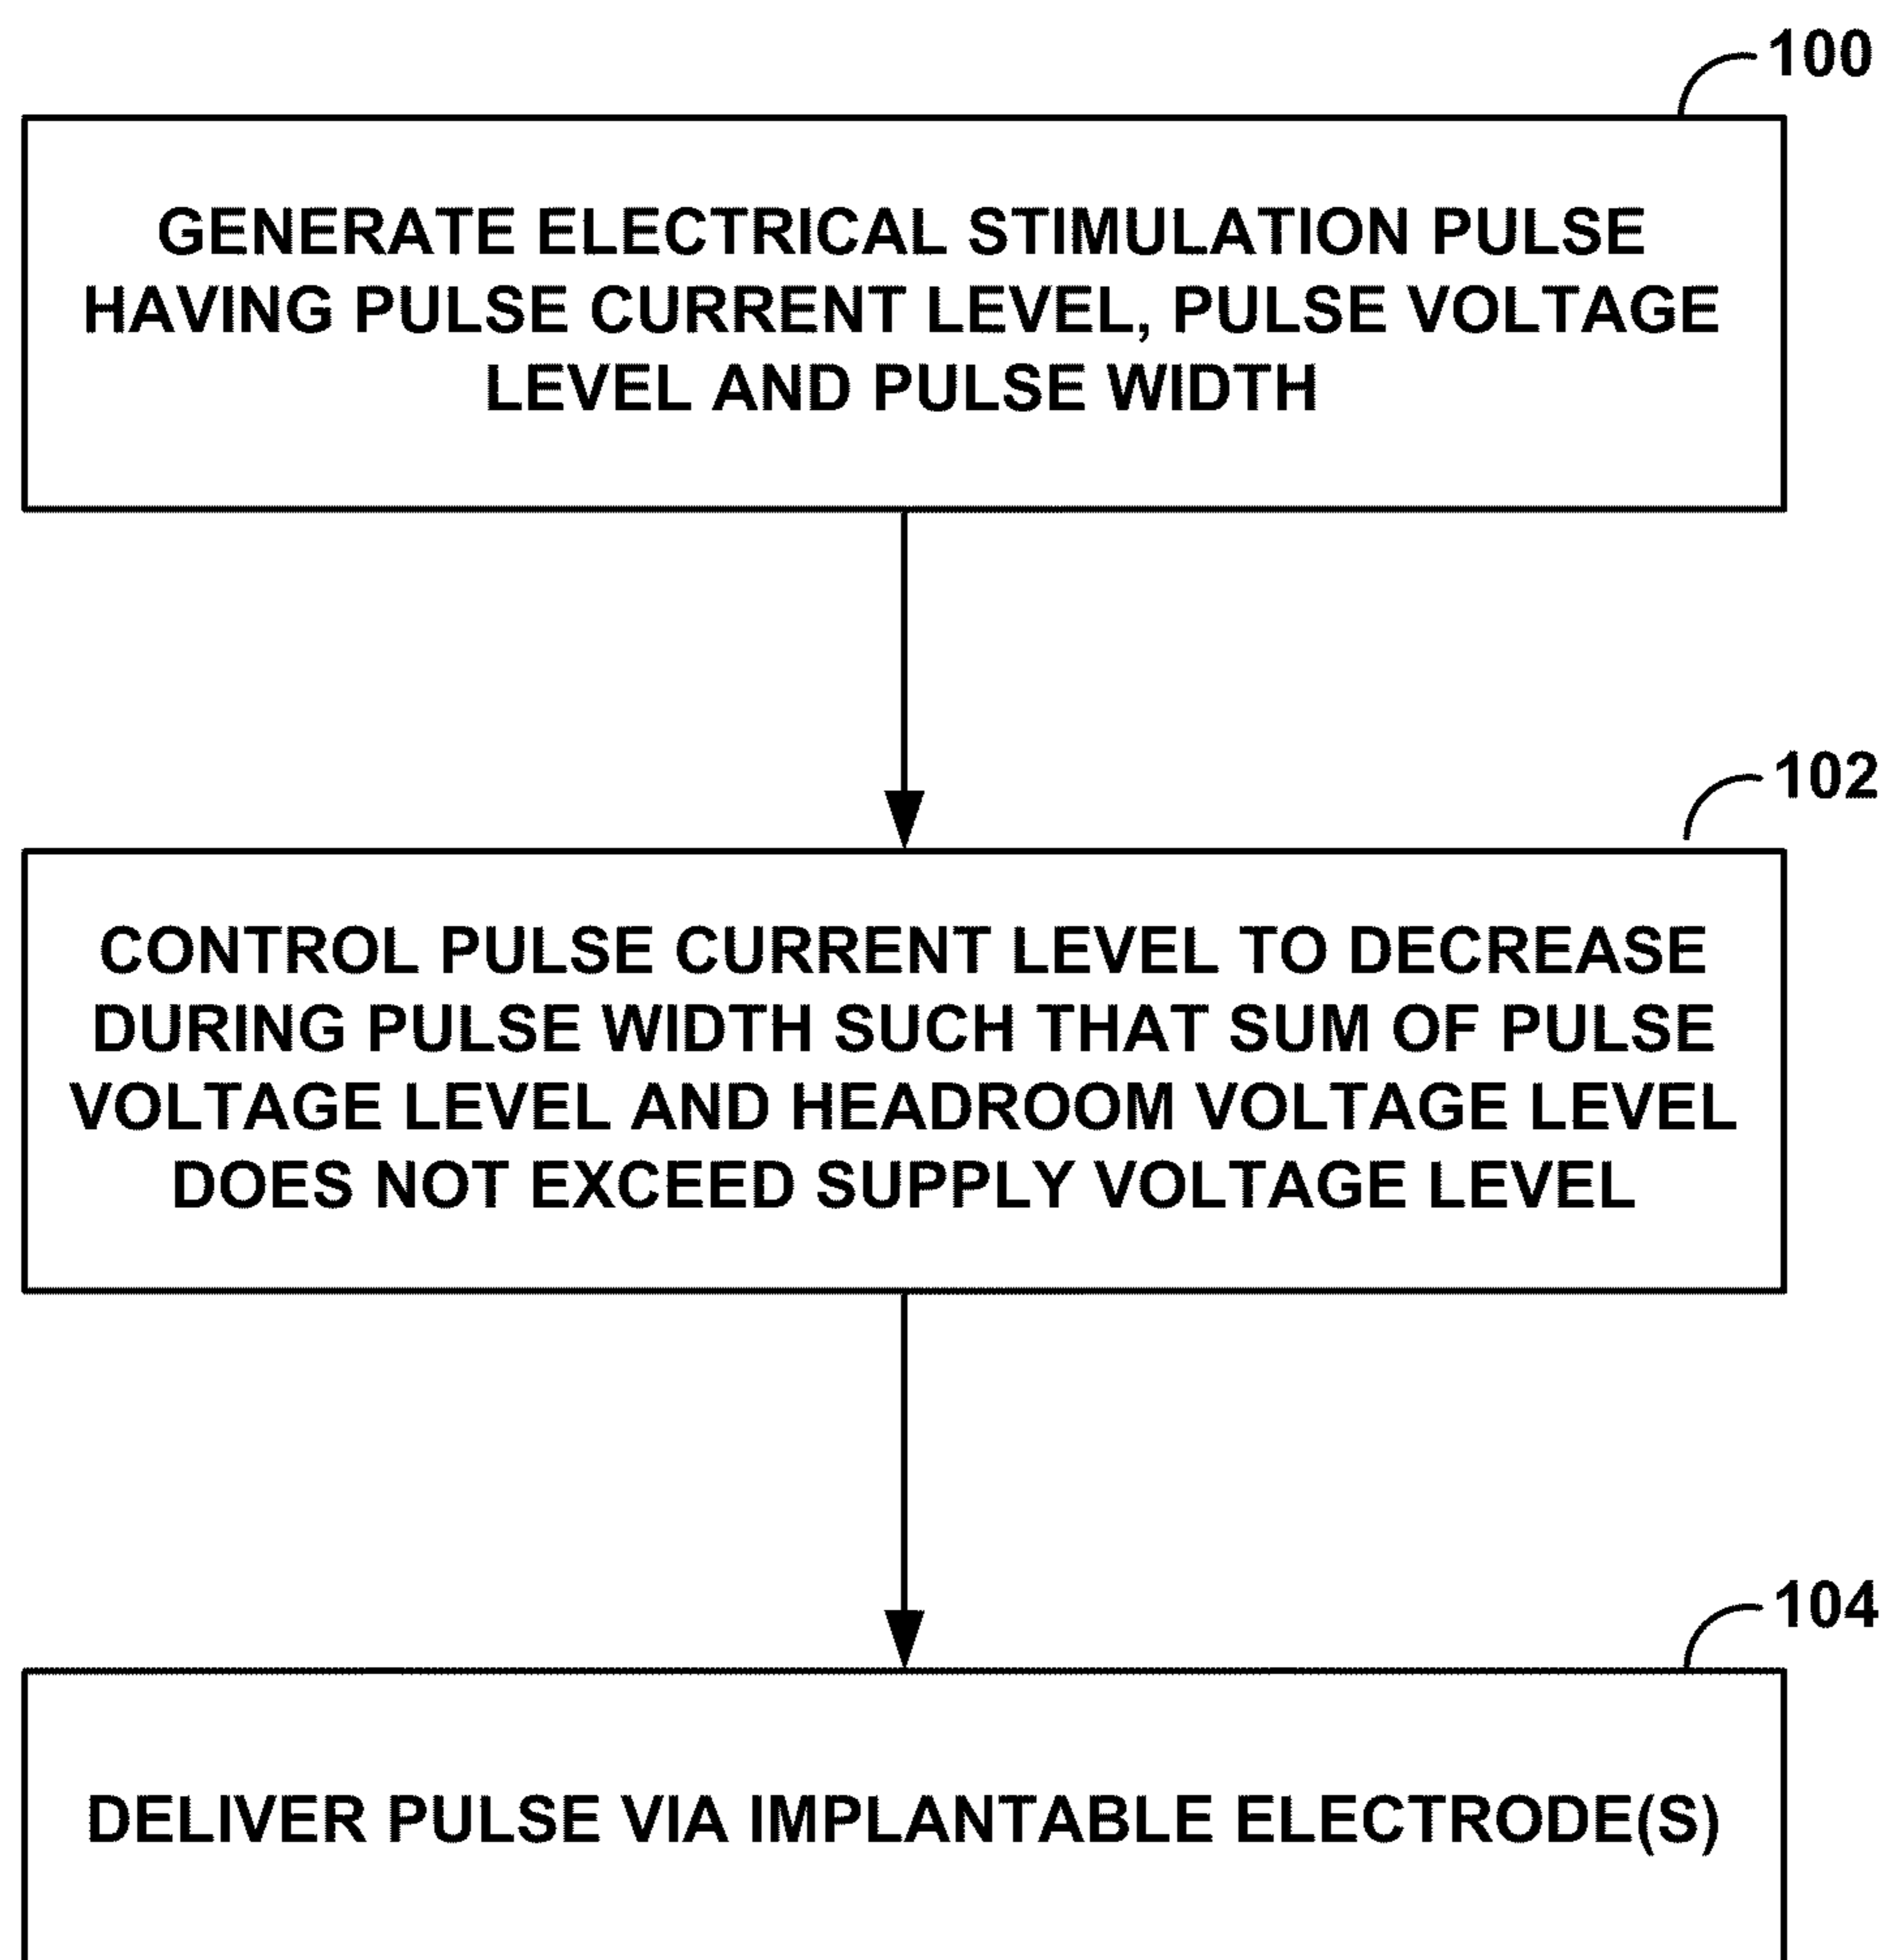 100
GENERATE ELECTRICAL STIMULATION PULSE
HAVING PULSE CURRENT LEVEL, PULSE VOLTAGE
LEVEL AND PULSE WIDTH
102
CONTROL PULSE CURRENT LEVEL TO DECREASE
DURING PULSE WIDTH SUCH THAT SUM OF PULSE
VOLTAGE LEVEL AND HEADROOM VOLTAGE LEVEL
DOES NOT EXCEED SUPPLY VOLTAGE LEVEL
104
DELIVER PULSE VIA IMPLANTABLE ELECTRODE(S)